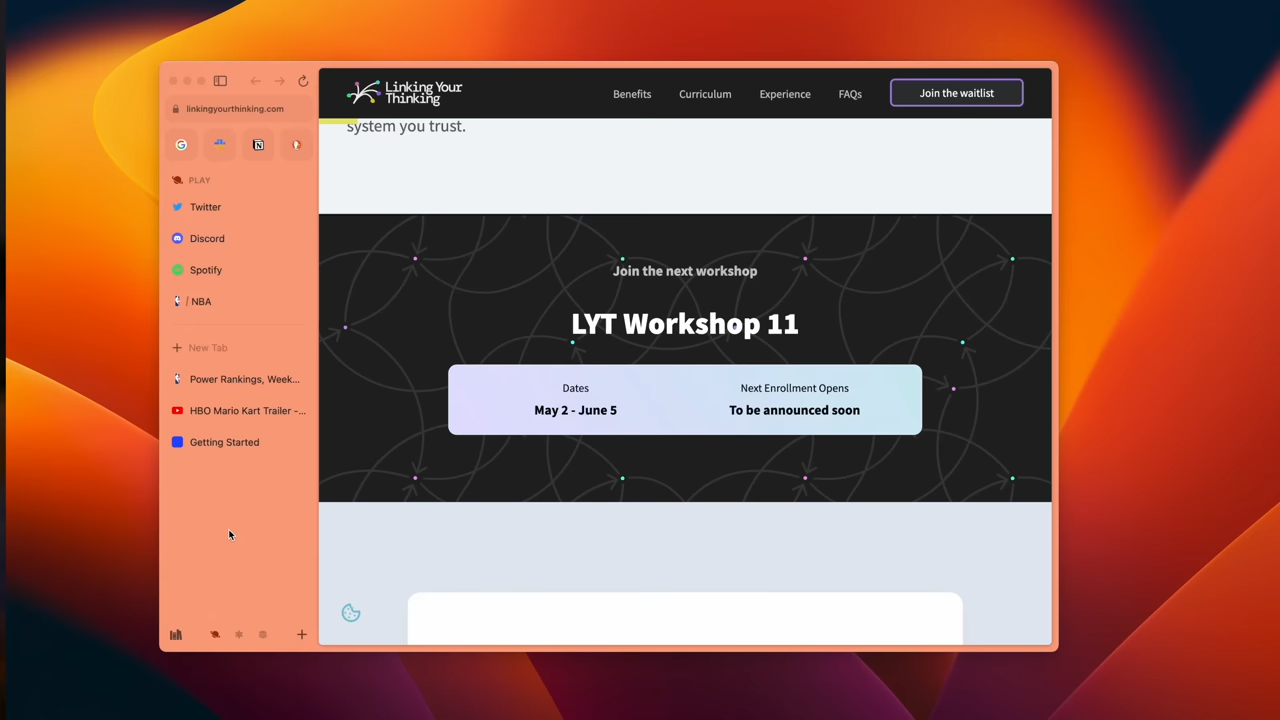 linkingyourthinking.com
PLAY
Twitter
Discord
Spotify
/ NBA
New Tab
Power Rankings, Week...
HBO Mario Kart Trailer -...
Getting Started
Linking Your
Thinking
Benefits
Curriculum
Experience
FAQs
Join the waitlist
system you trust.
Join the next workshop
LYT Workshop 11
Dates
May 2 - June 5
Next Enrollment Opens
To be announced soon